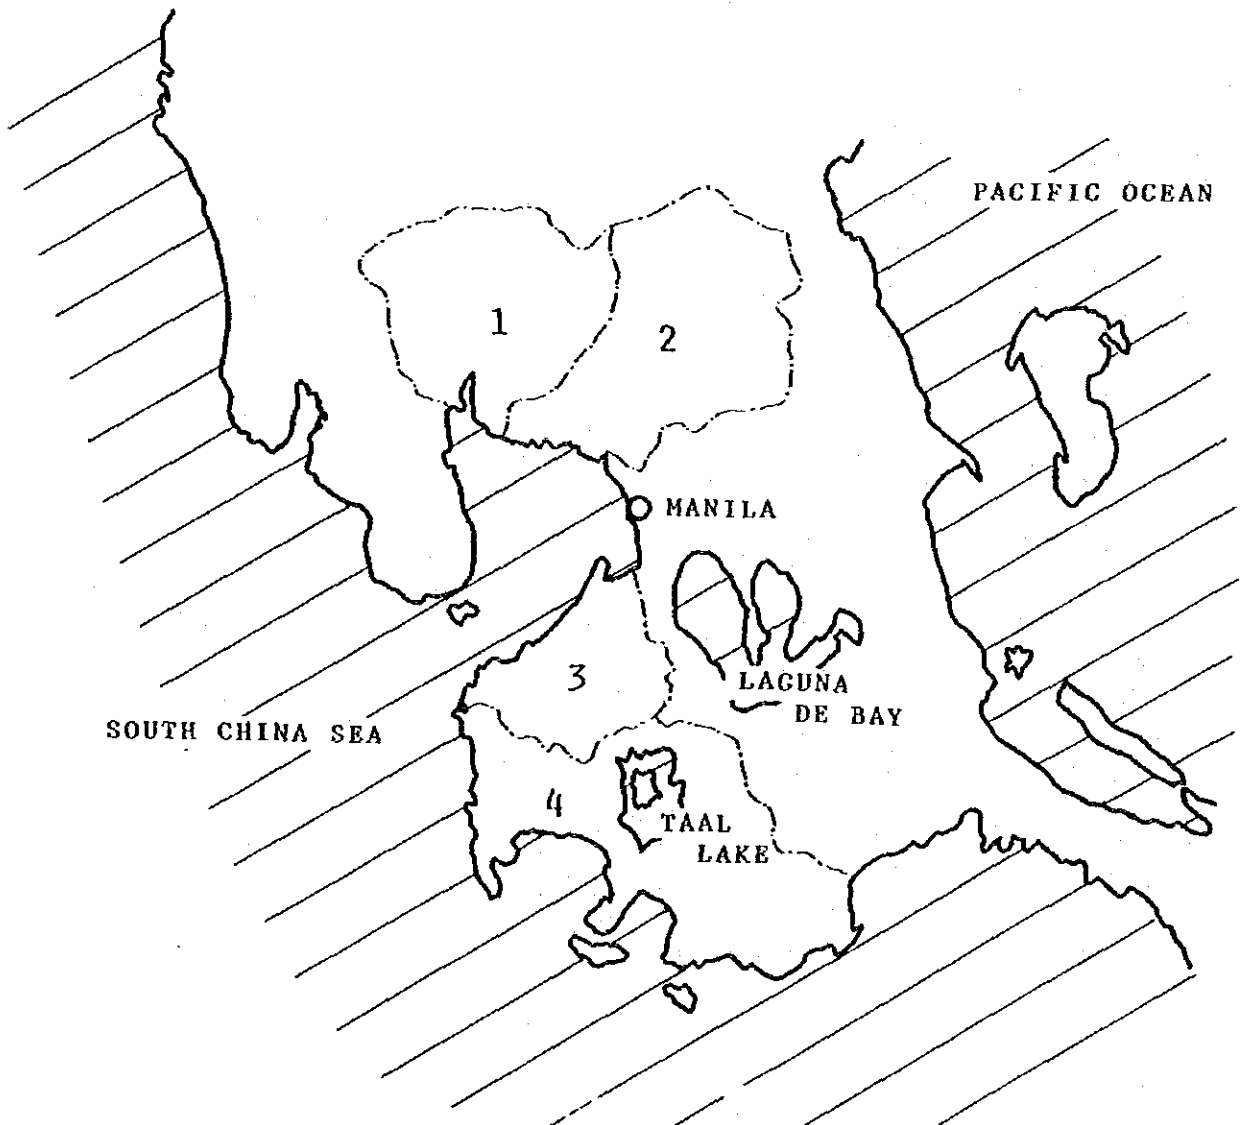 PACIFIC OCEAN
1
2
MANILA
3
LAGUNA
DE BAY
SOUTH CHINA SEA
4
TAAL
LAKE